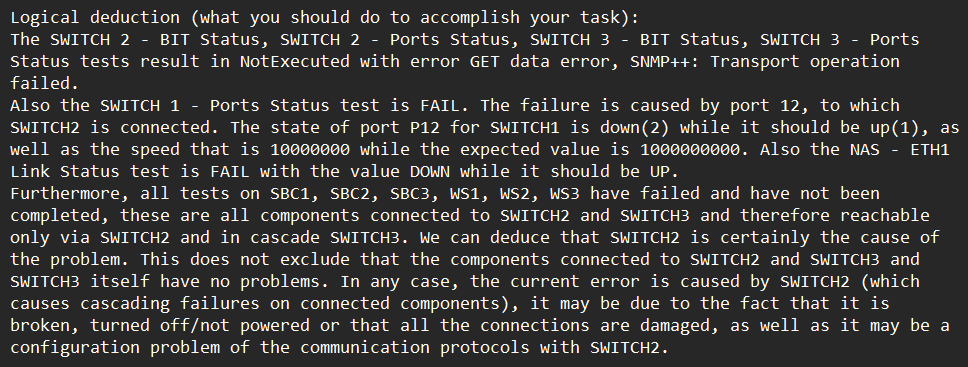 Logical deduction (what you should do to accomplish your task):
The SWITCH 2 - BIT Status, SWITCH 2 - Ports Status, SWITCH 3 - BIT Status, SWITCH 3 - Ports
Status tests result in NotExecuted with error GET data error, SNMP++: Transport operation
failed.
Also the SWITCH 1 - Ports Status test is FAIL. The failure is caused by port 12, to which
SWITCH2 is connected. The state of port P12 for SWITCH1 is down(2) while it should be up(1), as
well as the speed that is 10000000 while the expected value is 1000000000. Also the NAS - ETH1
Link Status test is FAIL with the value DOWN while it should be UP.
Furthermore, all tests on SBC1, SBC2, SBC3, WS1, WS2, WS3 have failed and have not been
completed, these are all components connected to SWITCH2 and SWITCH3 and therefore reachable
only via SWITCH2 and in cascade SWITCH3. We can deduce that SWITCH2 is certainly the cause of
the problem. This does not exclude that the components connected to SWITCH2 and SWITCH3 and
SWITCH3 itself have no problems. In any case, the current error is caused by SWITCH2 (which
causes cascading failures on connected components), it may be due to the fact that it is
broken, turned off/not powered or that all the connections are damaged, as well as it may be a
configuration problem of the communication protocols with SWITCH2.